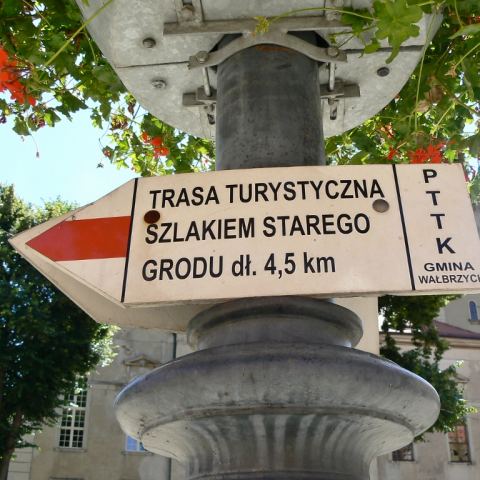 TRASA TURYSTYCZNA
SZLAKIEM STAREGO
GRODU dł. 4,5 km
PTTK
GMINA
WAŁBRZYCH